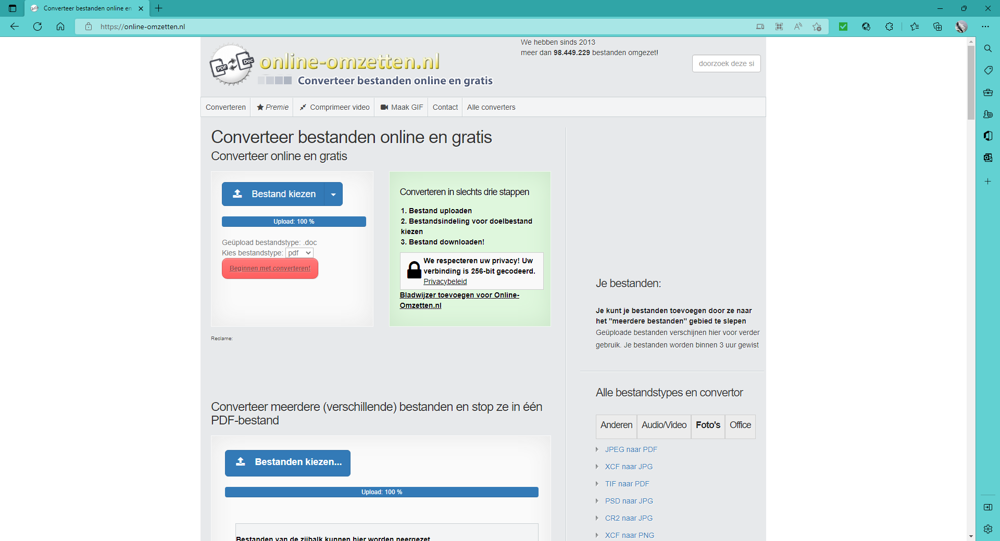 Converteer bestanden online en
https://online-omzetten.nl
PDF
Doc
online-omzetten.nl
Converteer bestanden online en gratis
We hebben sinds 2013
meer dan 98.449.229 bestanden omgezet!
doorzoek deze si
Converteren
Premie
Comprimeer video
Maak GIF
Contact
Alle converters
Converteer bestanden online en gratis
Converteer online en gratis
Bestand kiezen
Upload: 100 %
Geüpload bestandstype: .doc
Kies bestandstype: pdf
Beginnen met converteren!
Converteren in slechts drie stappen
1. Bestand uploaden
2. Bestandsindeling voor doelbestand
kiezen
3. Bestand downloaden!
We respecteren uw privacy! Uw
verbinding is 256-bit gecodeerd.
Privacybeleid
Bladwijzer toevoegen voor Online-
Omzetten.nl
Reclame:
Converteer meerdere (verschillende) bestanden en stop ze in één
PDF-bestand
Bestanden kiezen...
Upload: 100 %
Bestanden van de zijbalk kunnen hier worden neergezet
Je bestanden:
Je kunt je bestanden toevoegen door ze naar
het "meerdere bestanden" gebied te slepen
Geüploade bestanden verschijnen hier voor verder
gebruik. Je bestanden worden binnen 3 uur gewist
Alle bestandstypes en convertor
Anderen
Audio/Video
Foto's
Office
JPEG naar PDF
XCF naar JPG
TIF naar PDF
PSD naar JPG
CR2 naar JPG
XCF naar PNG